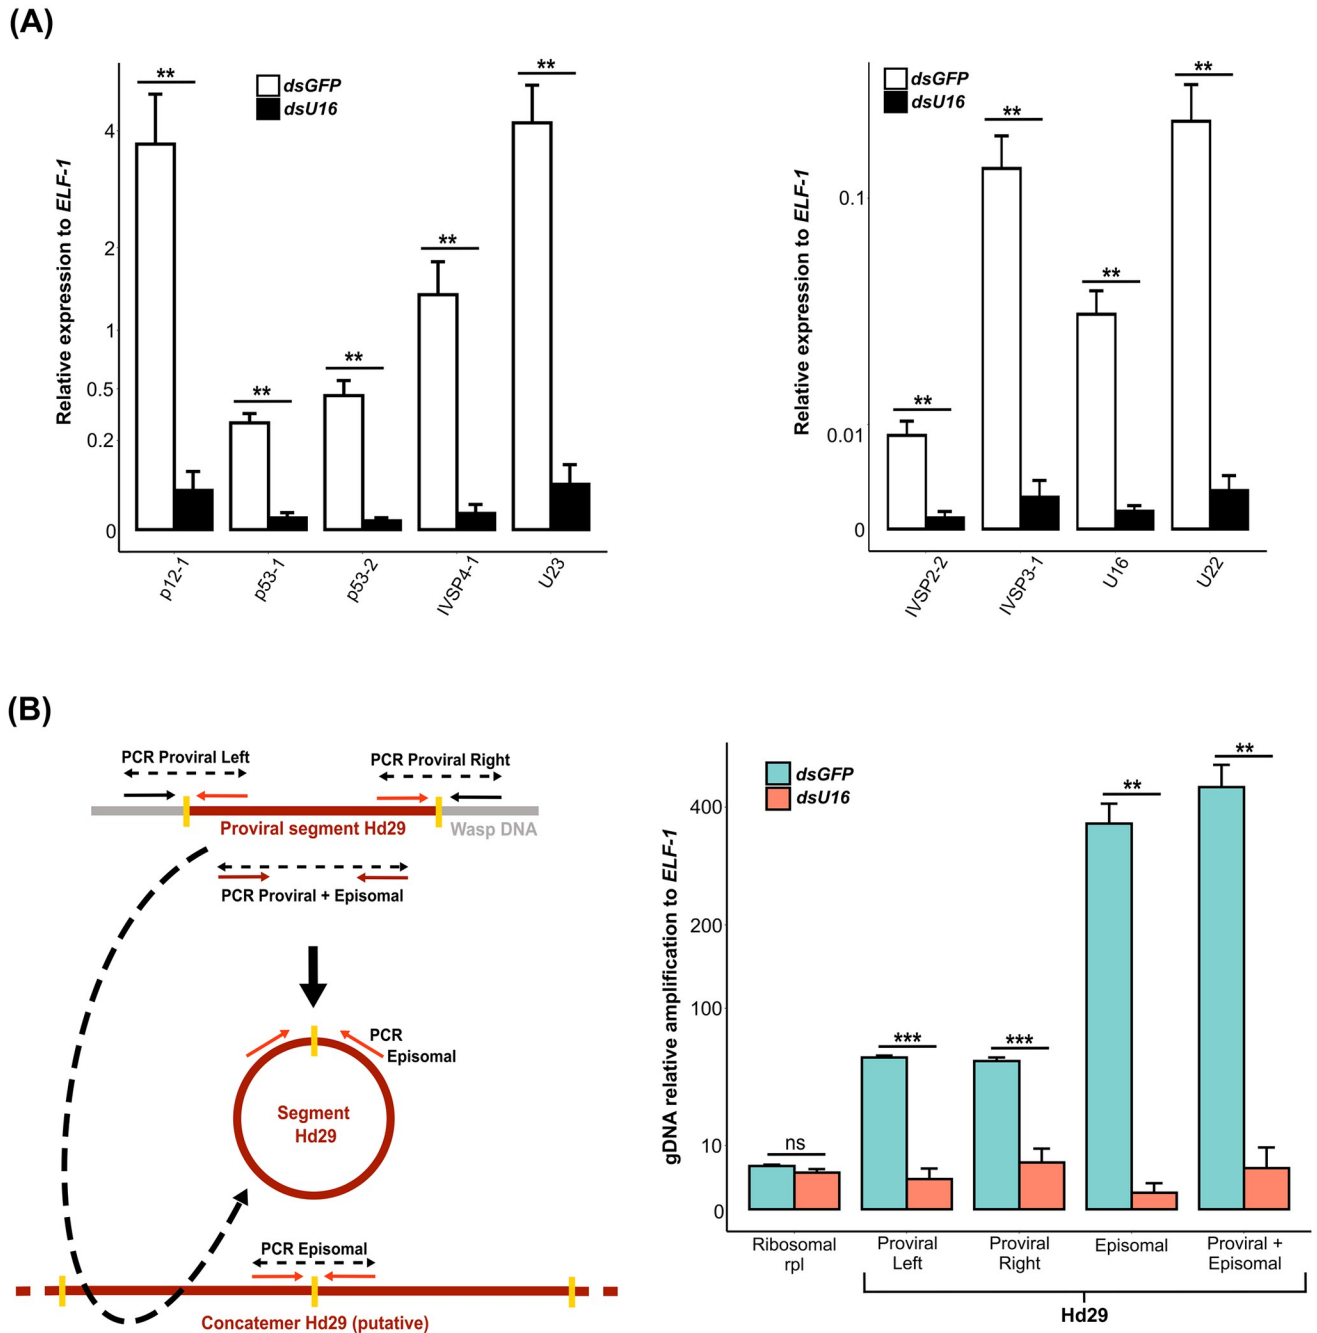 (A)
Relative expression to ELF-1
4
2
1
0.5
0.2
0
**
**
**
**
**
dsGFP
dsU16
p12-1
p53-1
p53-2
IVSP4-1
U23
Relative expression to ELF-1
0.1
0.01
0
**
**
**
**
dsGFP
dsU16
IVSP2-2
IVSP3-1
U16
U22
(B)
PCR Proviral Left
PCR Proviral Right
Proviral segment Hd29
Wasp DNA
PCR Proviral + Episomal
PCR
Episomal
Segment
Hd29
PCR Episomal
Concatemer Hd29 (putative)
gDNA relative amplification to ELF-1
400
200
100
10
0
dsGFP
dsU16
ns
***
***
**
**
Ribosomal
rpl
Proviral
Left
Proviral
Right
Episomal
Proviral +
Episomal
Hd29